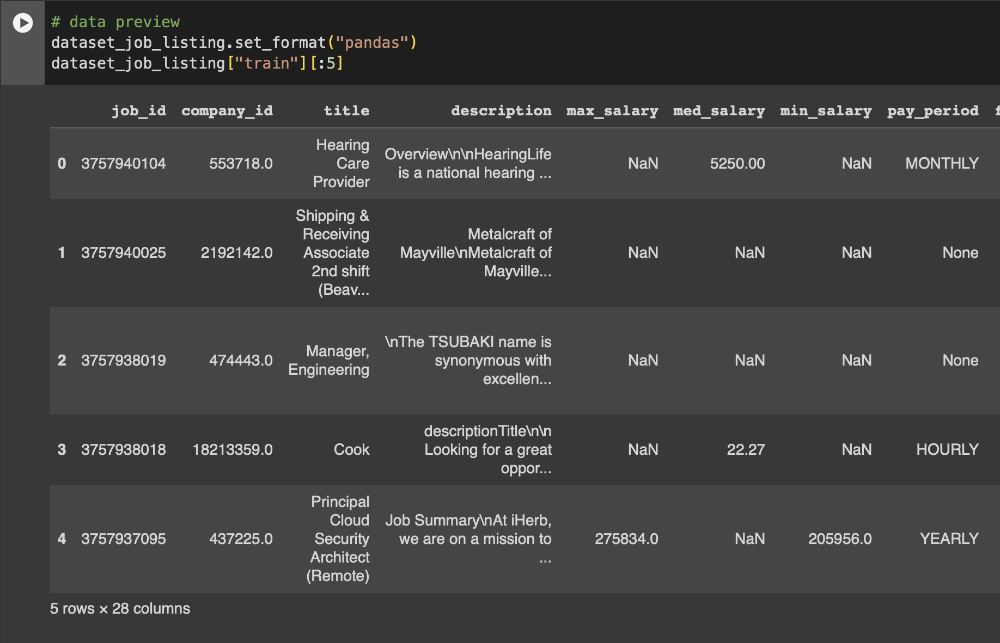 # data preview
dataset_job_listing.set_format("pandas")
dataset_job_listing["train"][:5]
job_id company_id title description max_salary med_salary min_salary pay_period
0 3757940104 553718.0 Hearing Care Provider Overview\n\nHearingLife is a national hearing ... NaN 5250.00 NaN MONTHLY
1 3757940025 2192142.0 Shipping & Receiving Associate 2nd shift (Beav... Metalcraft of Mayville\nMetalcraft of Mayville... NaN NaN NaN None
2 3757938019 474443.0 Manager, Engineering \nThe TSUBAKI name is synonymous with excellen... NaN NaN NaN None
3 3757938018 18213359.0 Cook descriptionTitle\n\n Looking for a great oppor... NaN 22.27 NaN HOURLY
4 3757937095 437225.0 Principal Cloud Security Architect (Remote) Job Summary\nAt iHerb, we are on a mission to ... 275834.0 NaN 205956.0 YEARLY
5 rows × 28 columns